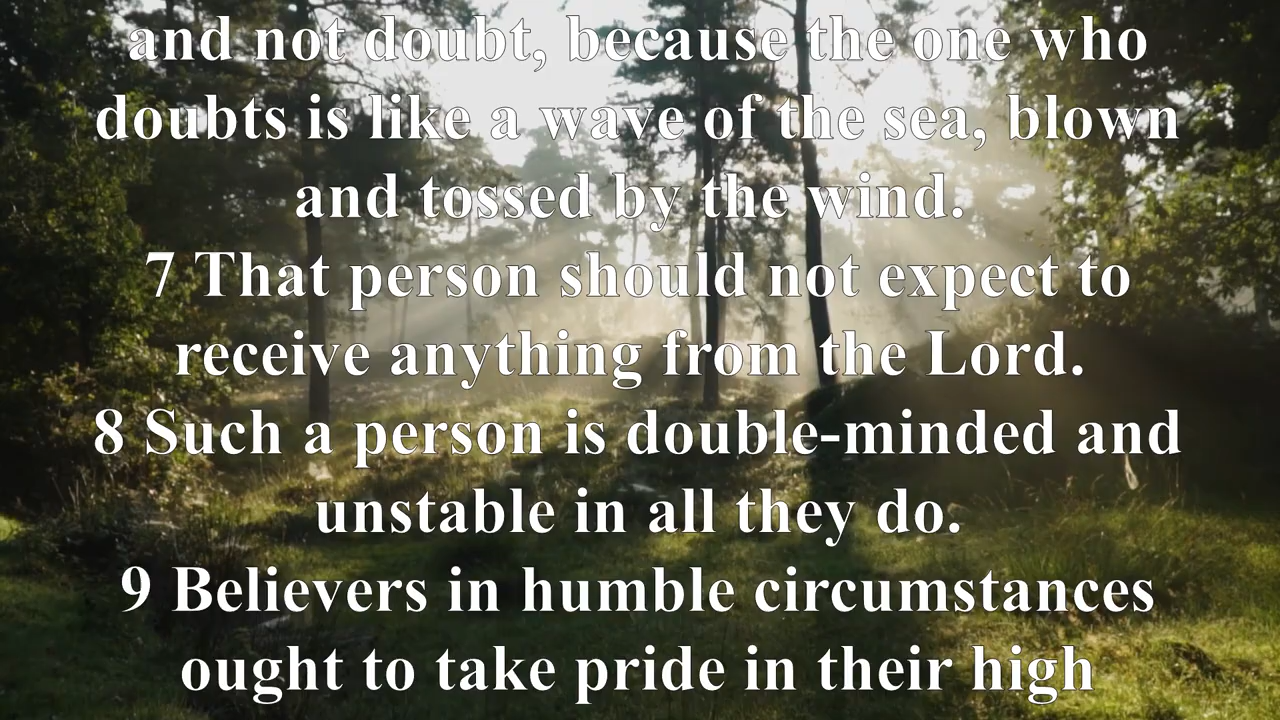 and not doubt, because the one who
doubts is like a wave of the sea, blown
and tossed by the wind.
7 That person should not expect to
receive anything from the Lord.
8 Such a person is double-minded and
unstable in all they do.
9 Believers in humble circumstances
ought to take pride in their high